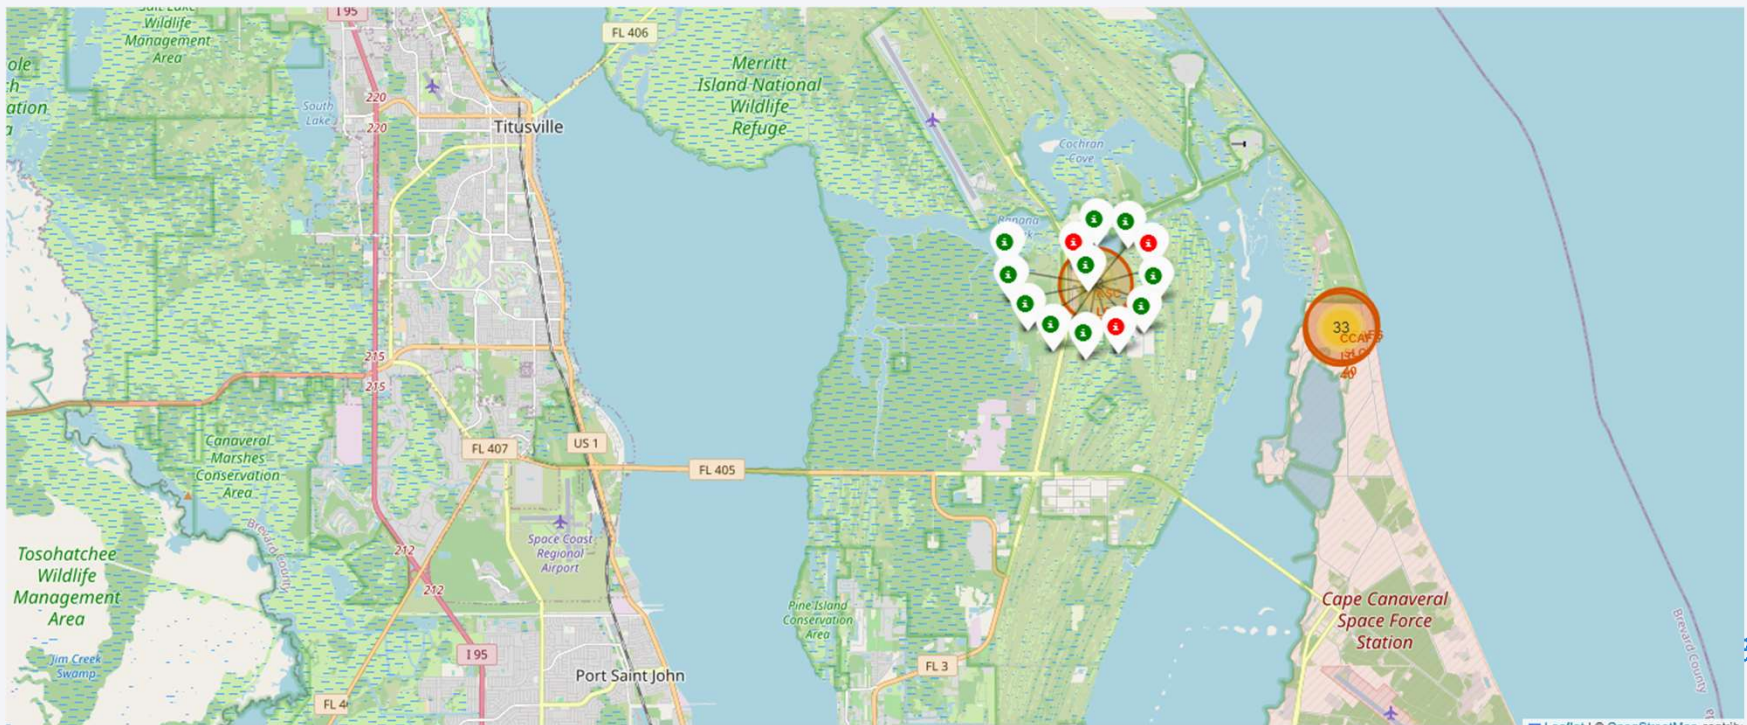 Salt Lake
Wildlife
Management
Area
I 95
FL 406
220
220
South
Lake
Titusville
Merritt
Island National
Wildlife
Refuge
Cochran
Cove
Banana
KSC
33
215
215
FL 407
US 1
FL 405
Canaveral
Marshes
Conservation
Area
Brevard County
Space Coast
Regional
Airport
212
212
Tosohatchee
Wildlife
Management
Area
Jim Creek
Swamp
Pine Island
Conservation
Area
Cape Canaveral
Space Force
Station
Brevard County
I 95
Port Saint John
FL 3